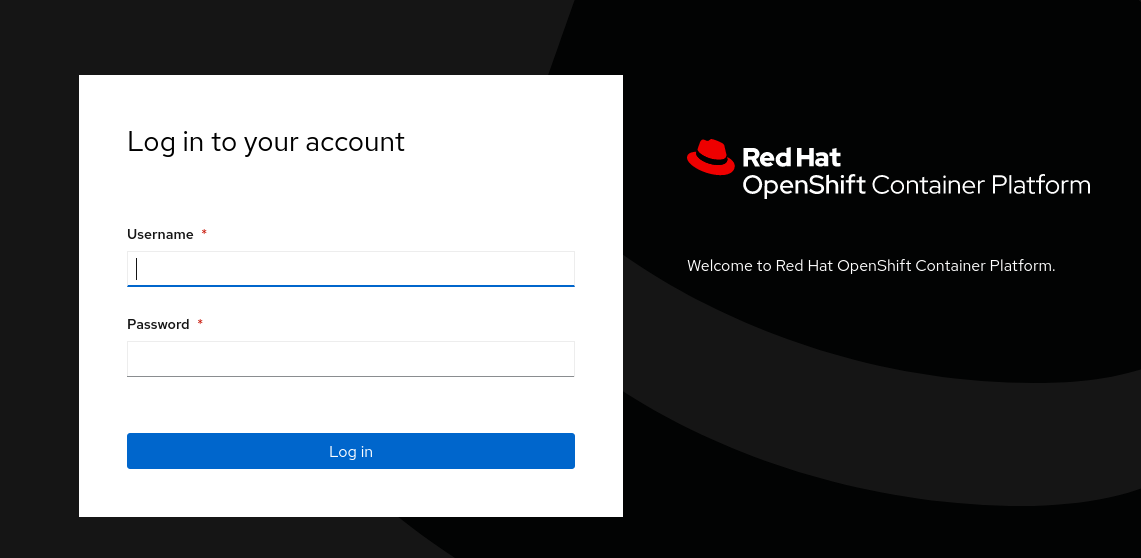 Log in to your account
Username *
Password *
Log in
Red Hat
OpenShift Container Platform
Welcome to Red Hat OpenShift Container Platform.